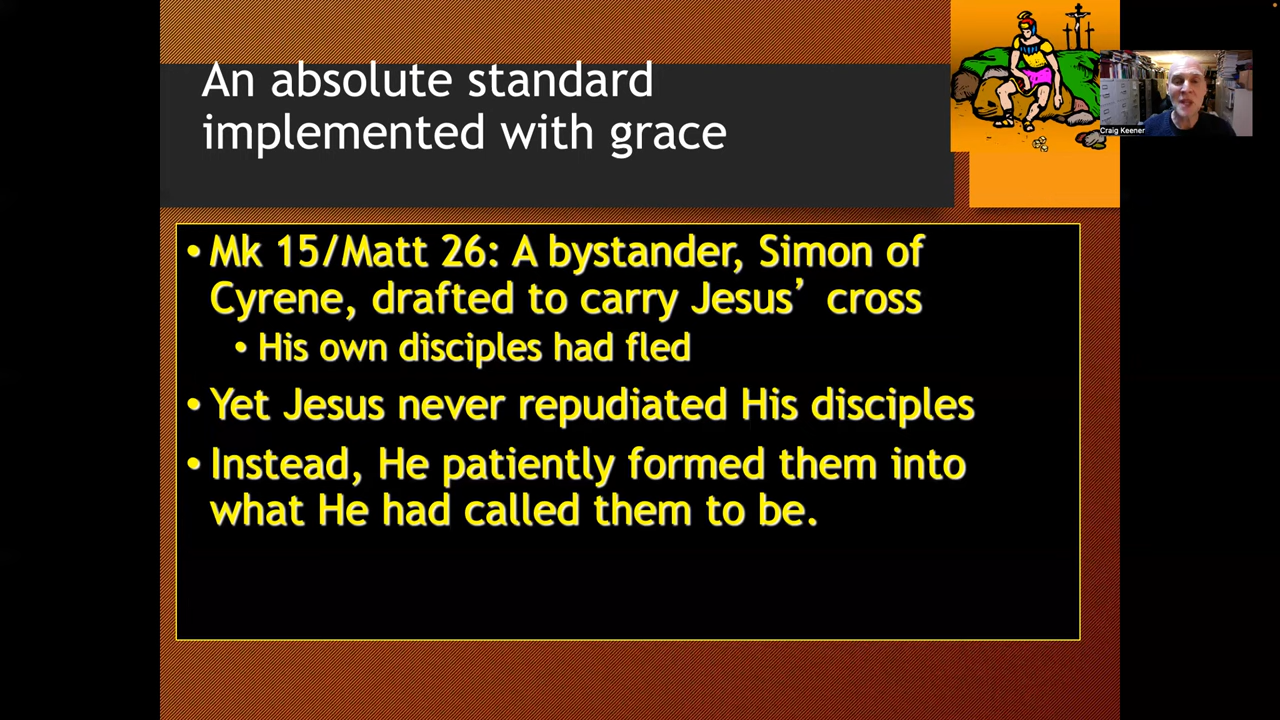 An absolute standard
implemented with grace
Craig Keener
• Mk 15/Matt 26: A bystander, Simon of
Cyrene, drafted to carry Jesus’ cross
• His own disciples had fled
• Yet Jesus never repudiated His disciples
• Instead, He patiently formed them into
what He had called them to be.